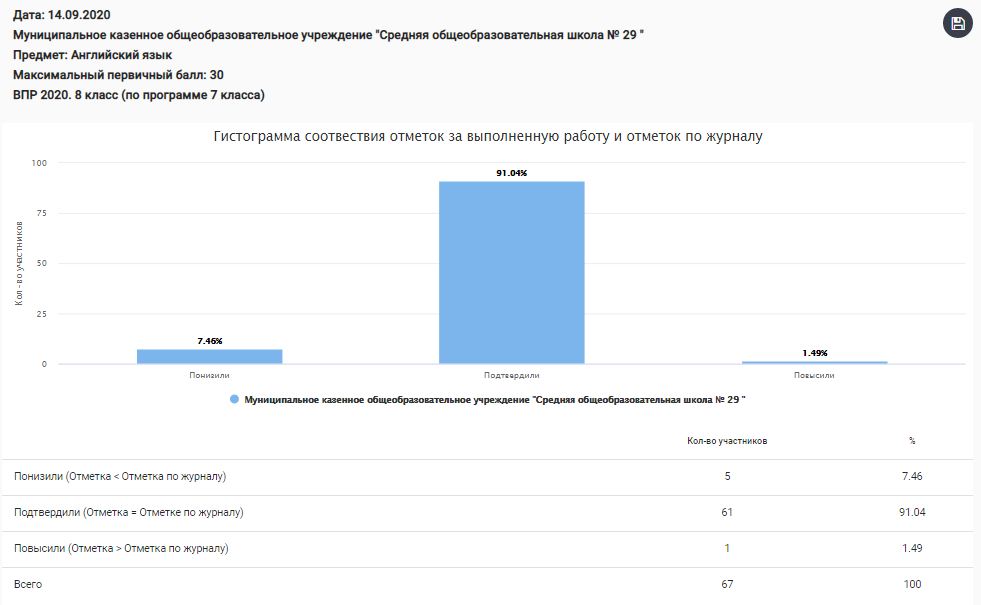 Дата: 14.09.2020
Муниципальное казенное общеобразовательное учреждение "Средняя общеобразовательная школа № 29 "
Предмет: Английский язык
Максимальный первичный балл: 30
ВПР 2020. 8 класс (по программе 7 класса)
Гистограмма соотвествия отметок за выполненную работу и отметок по журналу
Кол-во участников
100
75
50
25
0
7.46%
91.04%
1.49%
Понизили
Подтвердили
Повысили
Муниципальное казенное общеобразовательное учреждение "Средняя общеобразовательная школа № 29 "
Кол-во участников %
Понизили (Отметка < Отметка по журналу) 5 7.46
Подтвердили (Отметка = Отметке по журналу) 61 91.04
Повысили (Отметка > Отметка по журналу) 1 1.49
Всего 67 100